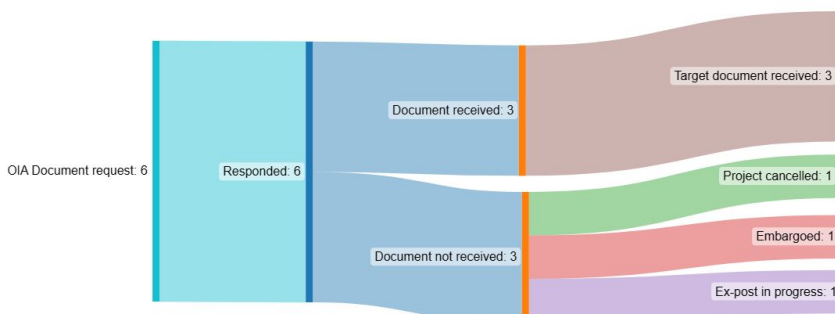 OIA Document request: 6
Responded: 6
Document received: 3
Document not received: 3
Target document received: 3
Project cancelled: 1
Embargoed: 1
Ex-post in progress: 1